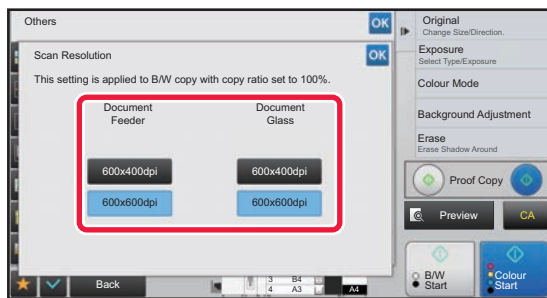 Others
OK
Scan Resolution
OK
This setting is applied to B/W copy with copy ratio set to 100%.
Document
Feeder
Document
Glass
600x400dpi
600x400dpi
600x600dpi
600x600dpi
Back
3 B4
4 A3
A4
Original
Change Size/Direction.
Exposure
Select Type/Exposure
Colour Mode
Background Adjustment
Erase
Erase Shadow Around
Proof Copy
Preview
CA
B/W
Start
Colour
Start